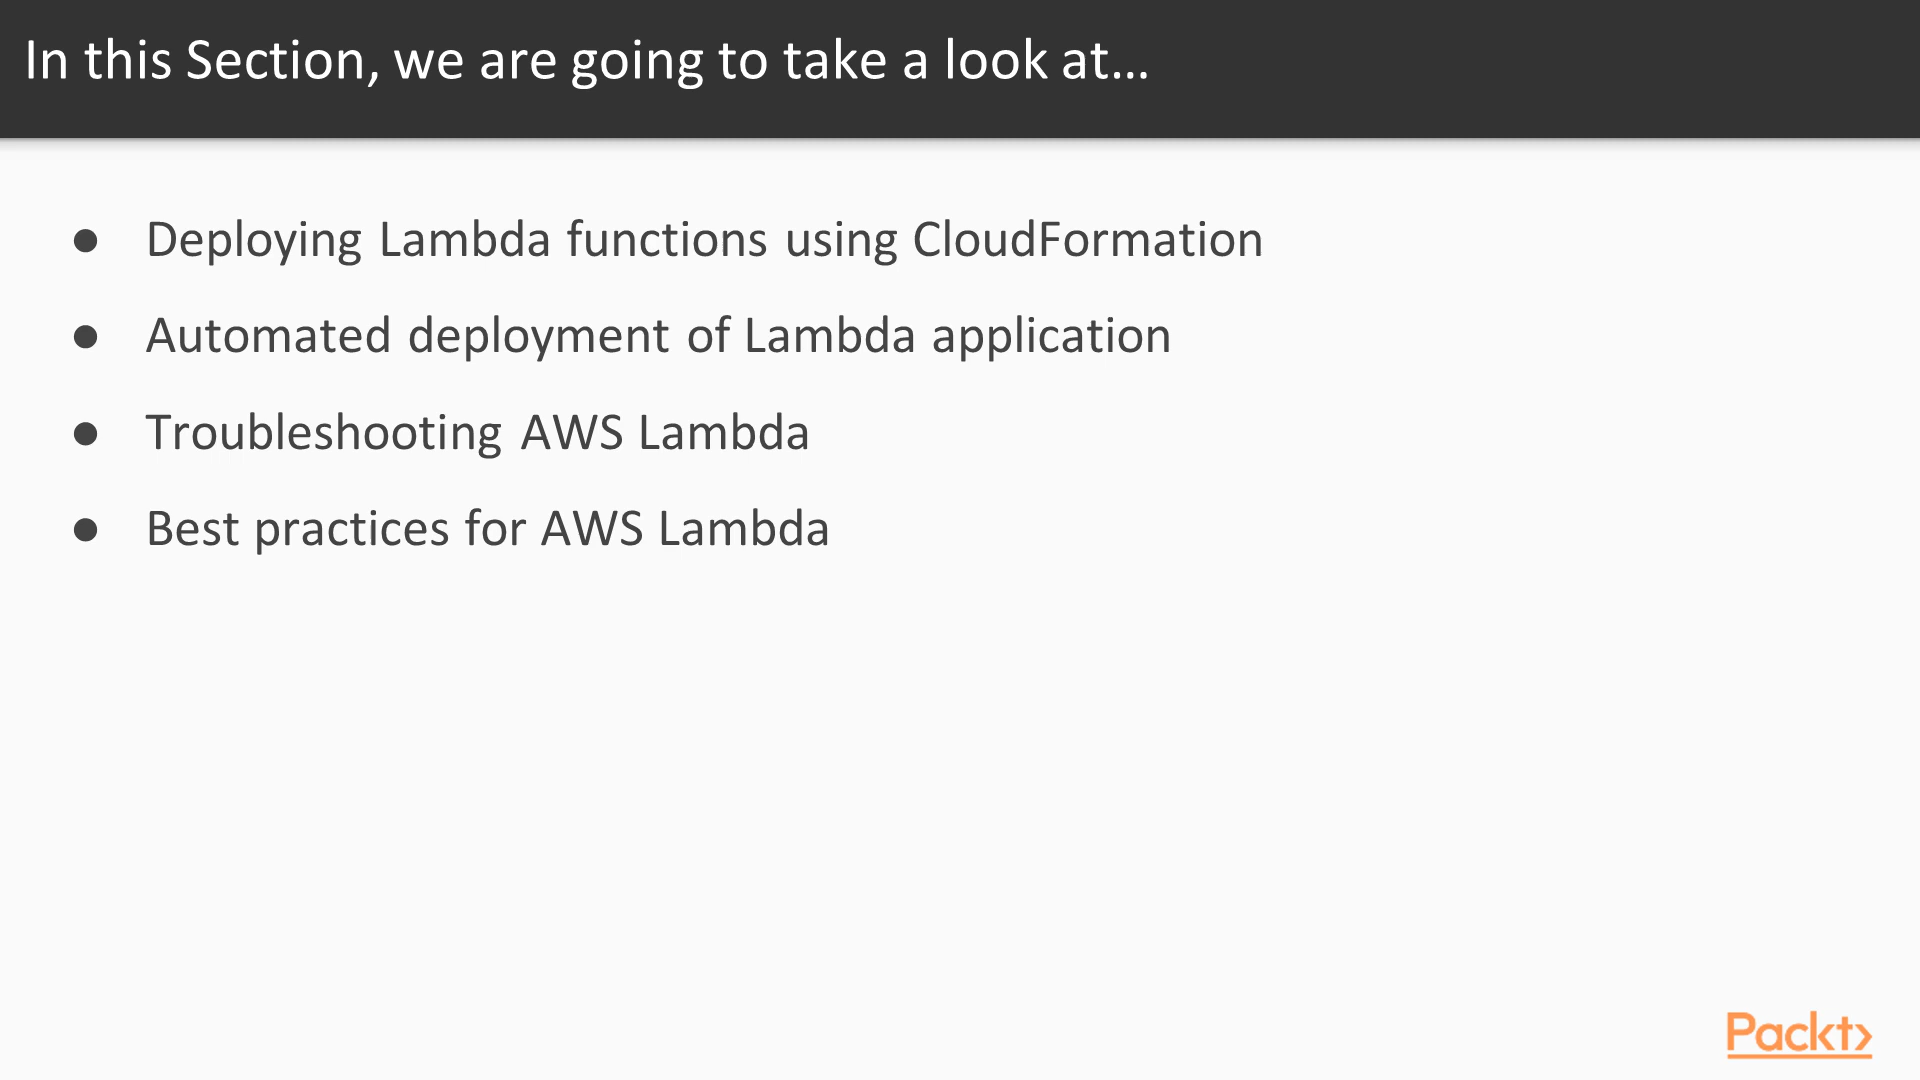 In this Section, we are going to take a look at...
● Deploying Lambda functions using CloudFormation
● Automated deployment of Lambda application
● Troubleshooting AWS Lambda
● Best practices for AWS Lambda
Packt>